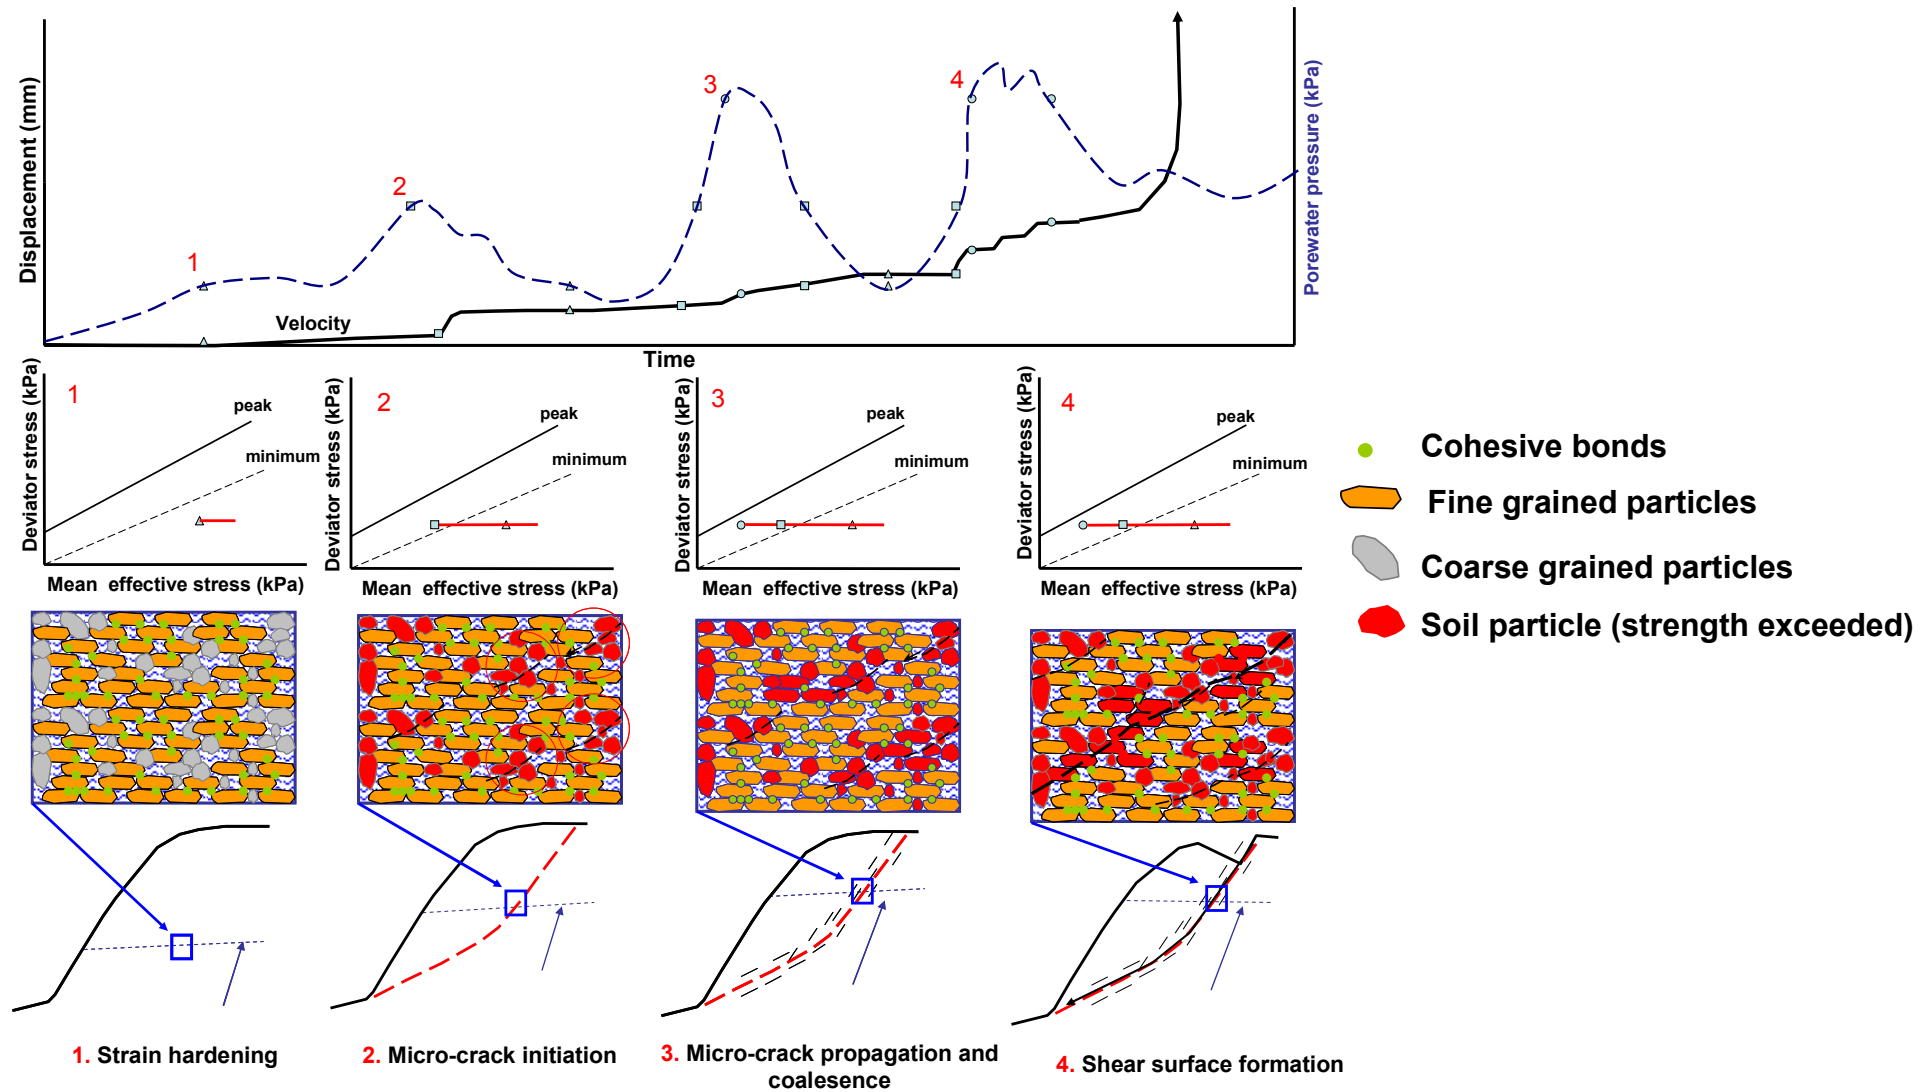 Displacement (mm)
Porewater pressure (kPa)
1
2
3
4
Velocity
Time
Deviator stress (kPa)
1
peak
minimum
Mean effective stress (kPa)
Deviator stress (kPa)
2
peak
minimum
Mean effective stress (kPa)
Deviator stress (kPa)
3
peak
minimum
Mean effective stress (kPa)
Deviator stress (kPa)
4
peak
minimum
Mean effective stress (kPa)
Cohesive bonds
Fine grained particles
Coarse grained particles
Soil particle (strength exceeded)
1. Strain hardening
2. Micro-crack initiation
3. Micro-crack propagation and
coalesence
4. Shear surface formation